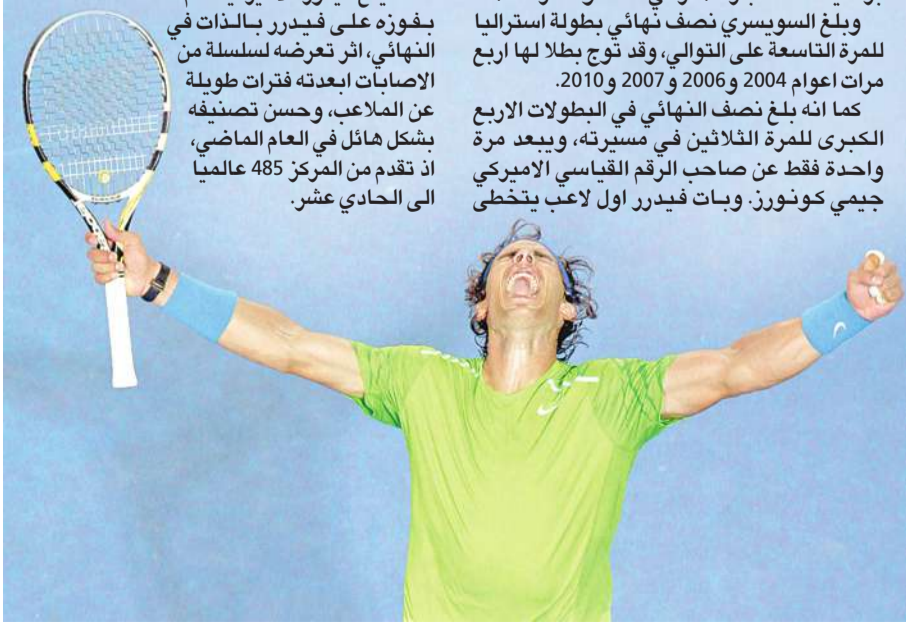 وبلغ السويسري نصف نهائي بطولة استراليا
للمرة التاسعة على التوالي، وقد توج بطلا لها اربع
مرات اعوام 2004 و2006 و2007 و2010.
كما انه بلغ نصف النهائي في البطولات الاربع
الكبرى للمرة الثلاثين في مسيرته، ويبعد مرة
واحدة فقط عن صاحب الرقم القياسي الاميركي
جيمي كونورز. وبات فيدرر اول لاعب يتخطى
بفوزه على فيدرر بالذات في
النهائي، اثر تعرضه لسلسلة من
الاصابات ابعدته فترات طويلة
عن الملاعب، وحسن تصنيفه
بشكل هائل في العام الماضي،
اذ تقدم من المركز 485 عالميا
الى الحادي عشر.